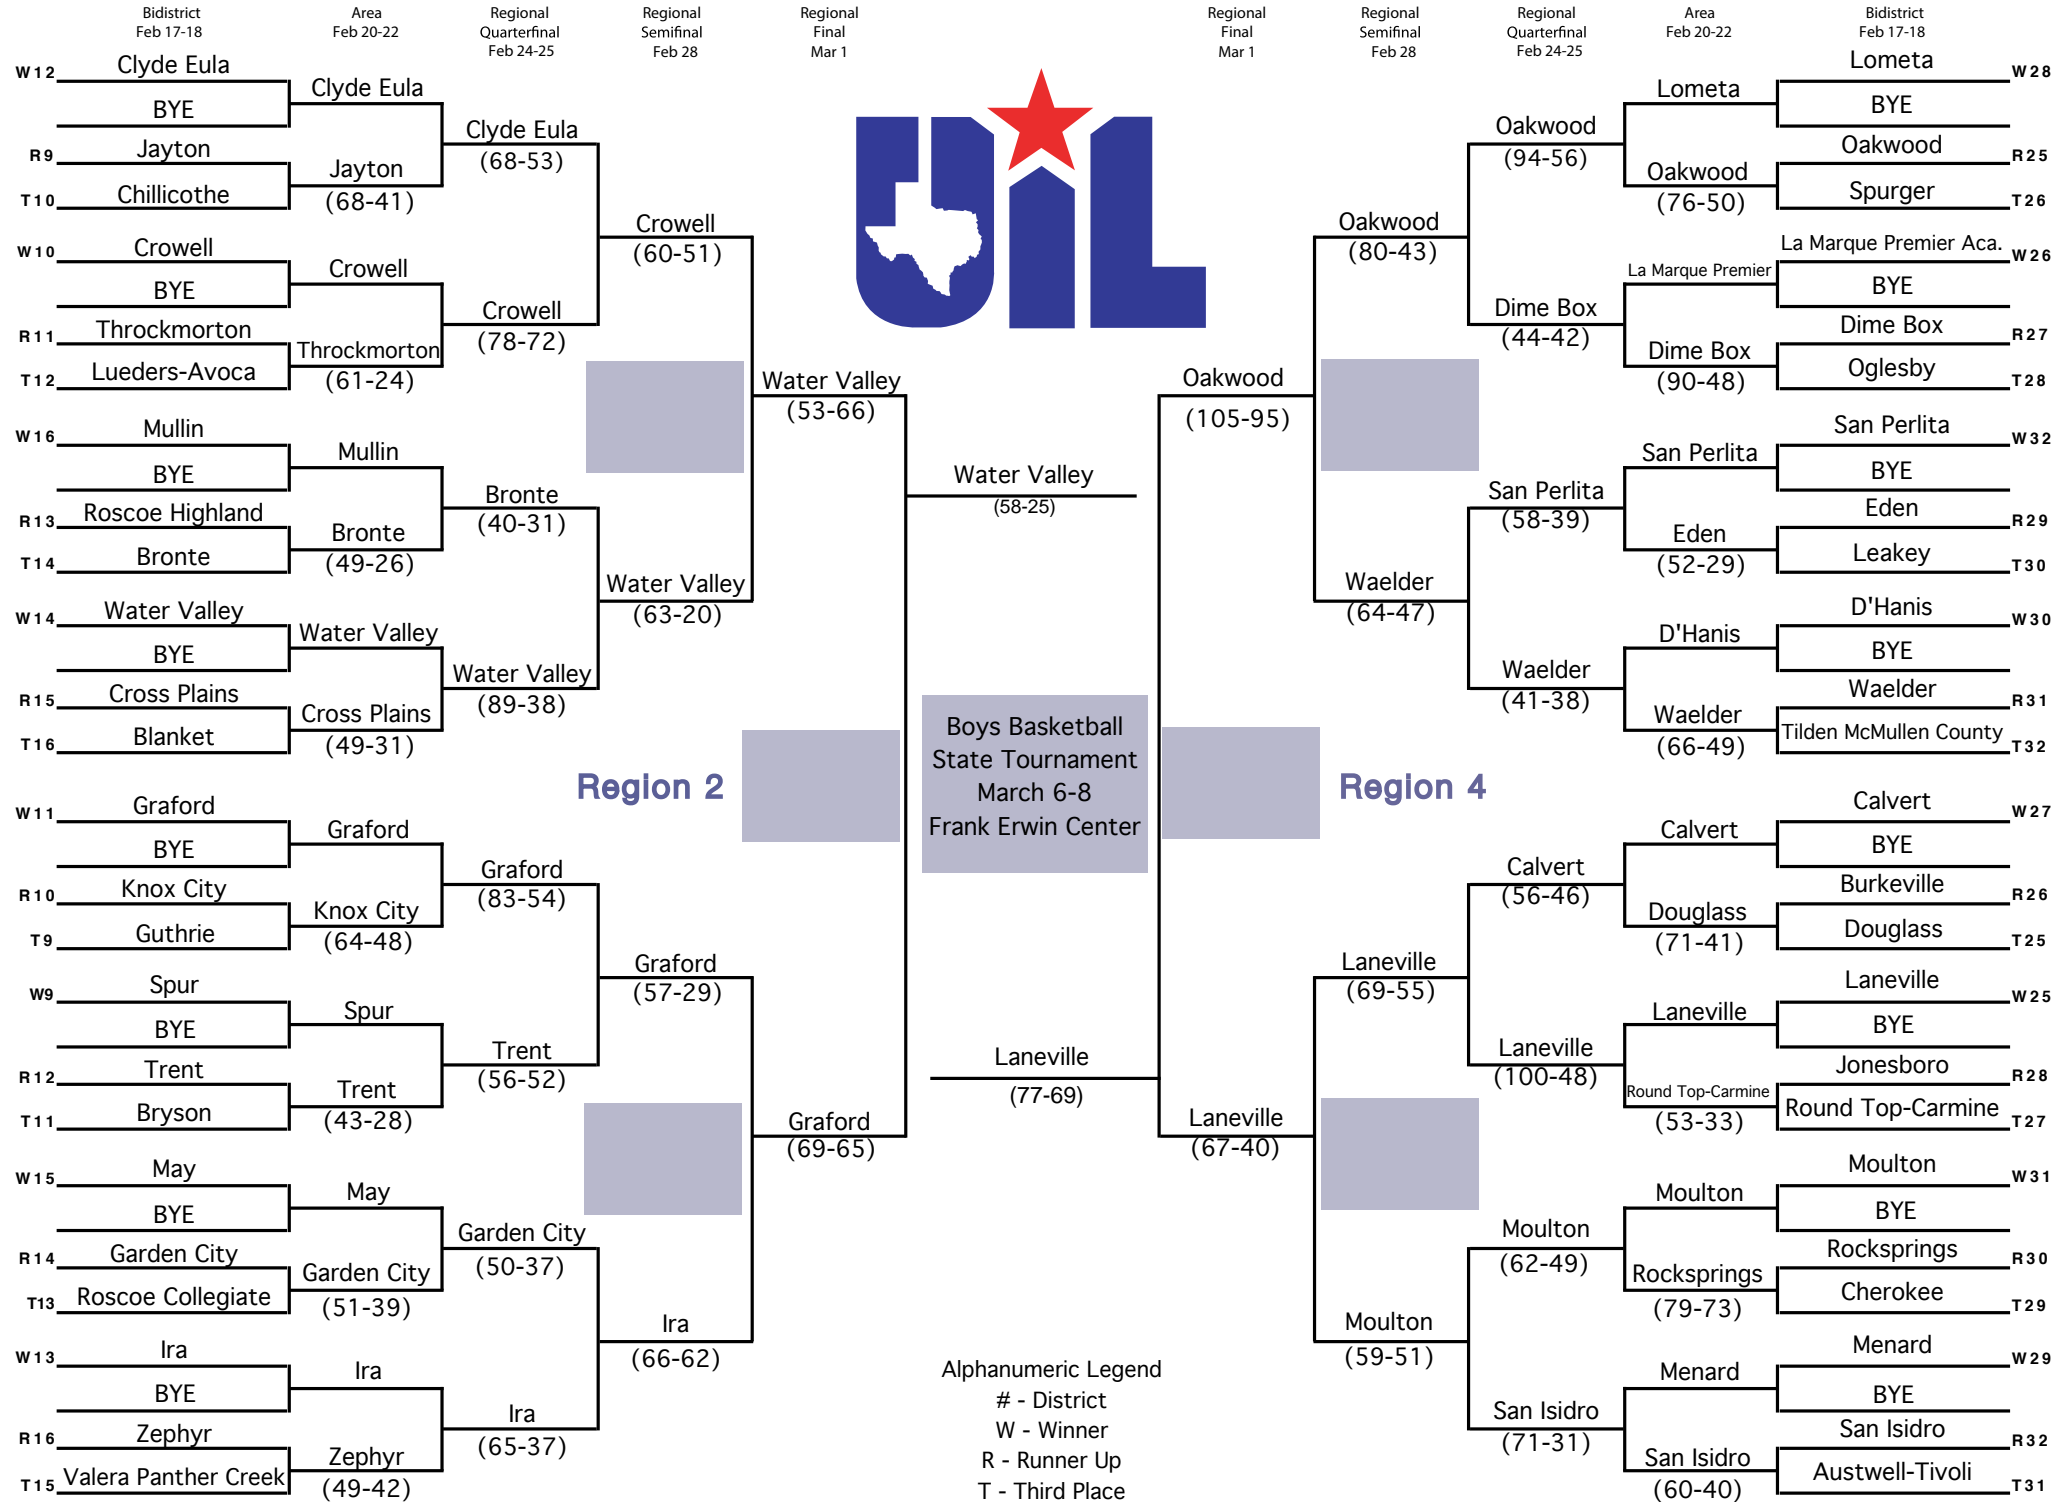 Bidistrict
Feb 17-18
Area
Feb 20-22
Regional
Quarterfinal
Feb 24-25
Regional
Semifinal
Feb 28
Regional
Final
Mar 1
Regional
Final
Mar 1
Regional
Semifinal
Feb 28
Regional
Quarterfinal
Feb 24-25
Area
Feb 20-22
Bidistrict
Feb 17-18
W12 Clyde Eula
BYE
R9 Jayton
T10 Chillicothe
W10 Crowell
BYE
R11 Throckmorton
T12 Lueders-Avoca
W16 Mullin
BYE
R13 Roscoe Highland
T14 Bronte
W14 Water Valley
BYE
R15 Cross Plains
T16 Blanket
W11 Graford
BYE
R10 Knox City
T9 Guthrie
W9 Spur
BYE
R12 Trent
T11 Bryson
W15 May
BYE
R14 Garden City
T13 Roscoe Collegiate
W13 Ira
BYE
R16 Zephyr
T15 Valera Panther Creek
Clyde Eula
Jayton
(68-41)
Crowell
Throckmorton
(61-24)
Mullin
Bronte
(49-26)
Water Valley
Cross Plains
(49-31)
Graford
Knox City
(64-48)
Spur
Trent
(43-28)
May
Garden City
(51-39)
Ira
Zephyr
(49-42)
Clyde Eula
(68-53)
Crowell
(78-72)
Bronte
(40-31)
Water Valley
(89-38)
Graford
(83-54)
Trent
(56-52)
Garden City
(50-37)
Ira
(65-37)
Crowell
(60-51)
Water Valley
(63-20)
Region 2
Graford
(57-29)
Ira
(66-62)
Water Valley
(53-66)
Graford
(69-65)
UIL
Water Valley
(58-25)
Boys Basketball
State Tournament
March 6-8
Frank Erwin Center
Laneville
(77-69)
Alphanumeric Legend
# - District
W - Winner
R - Runner Up
T - Third Place
Oakwood
(105-95)
Laneville
(67-40)
Oakwood
(80-43)
Waelder
(64-47)
Region 4
Laneville
(69-55)
Moulton
(59-51)
Oakwood
(94-56)
Dime Box
(44-42)
San Perlita
(58-39)
Waelder
(41-38)
Calvert
(56-46)
Laneville
(100-48)
Moulton
(62-49)
San Isidro
(71-31)
Lometa
Oakwood
(76-50)
La Marque Premier
Dime Box
(90-48)
San Perlita
Eden
(52-29)
D'Hanis
Waelder
(66-49)
Calvert
Douglass
(71-41)
Laneville
Round Top-Carmine
(53-33)
Moulton
Rocksprings
(79-73)
Menard
San Isidro
(60-40)
Lometa W28
BYE
Oakwood R25
Spurger T26
La Marque Premier Aca. W26
BYE
Dime Box R27
Oglesby T28
San Perlita W32
BYE
Eden R29
Leakey T30
D'Hanis W30
BYE
Waelder R31
Tilden McMullen County T32
Calvert W27
BYE
Burkeville R26
Douglass T25
Laneville W25
BYE
Jonesboro R28
Round Top-Carmine T27
Moulton W31
BYE
Rocksprings R30
Cherokee T29
Menard W29
BYE
San Isidro R32
Austwell-Tivoli T31